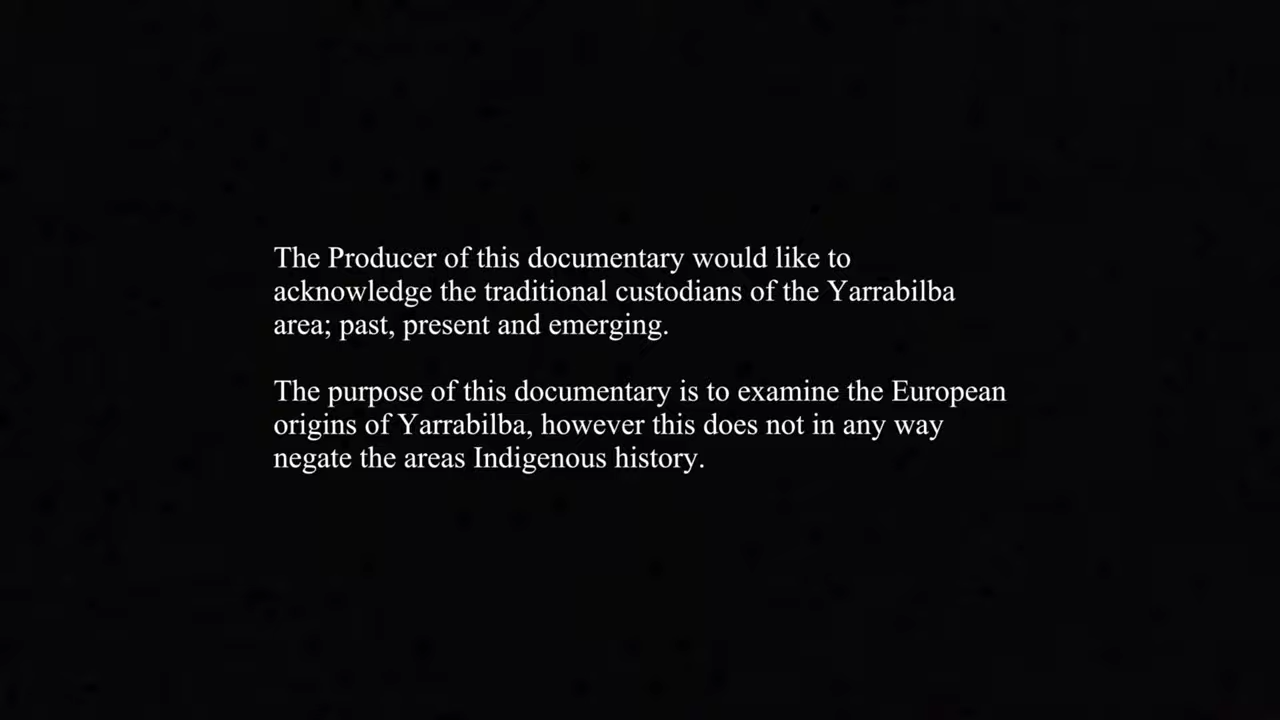 The Producer of this documentary would like to
acknowledge the traditional custodians of the Yarrabilba
area; past, present and emerging.
The purpose of this documentary is to examine the European
origins of Yarrabilba, however this does not in any way
negate the areas Indigenous history.